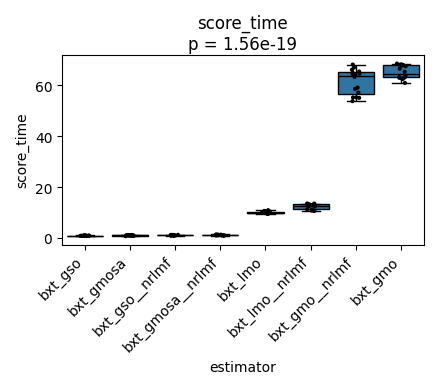 score_time
p = 1.56e-19
score_time
60
40
20
0
bxt_gso
bxt_gmosa
bxt_gso__nrlmf
bxt_gmosa__nrlmf
bxt_lmo
bxt_lmo__nrlmf
bxt_gmo__nrlmf
bxt_gmo
estimator